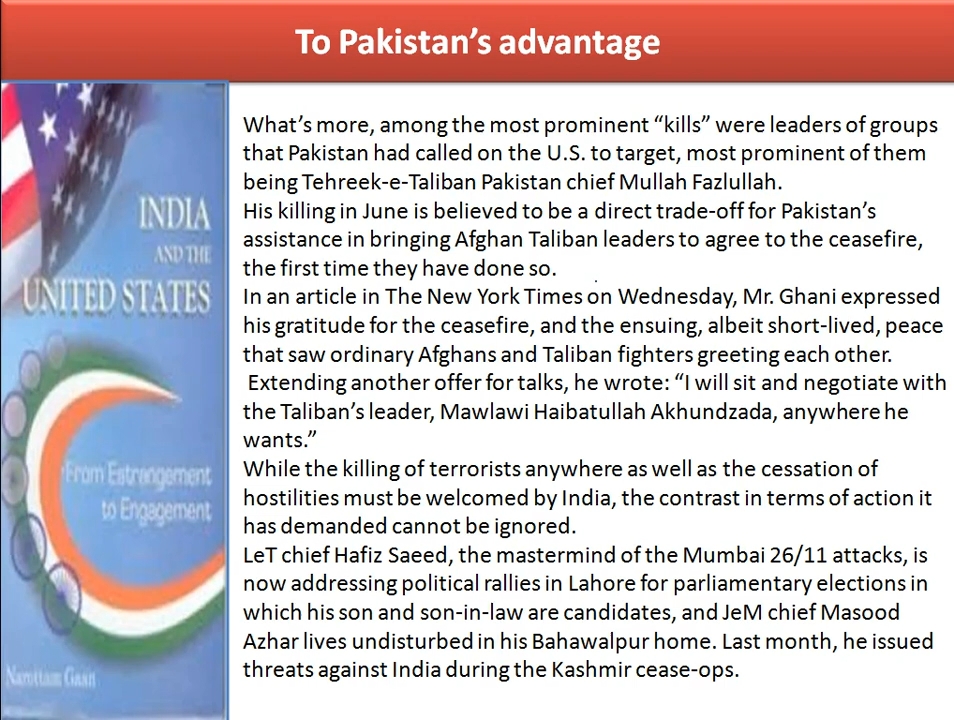 To Pakistan’s advantage
INDIA
AND THE
UNITED STATES
From Estrangement
to Engagement
Narottam Gaan
What’s more, among the most prominent “kills” were leaders of groups
that Pakistan had called on the U.S. to target, most prominent of them
being Tehreek-e-Taliban Pakistan chief Mullah Fazlullah.
His killing in June is believed to be a direct trade-off for Pakistan’s
assistance in bringing Afghan Taliban leaders to agree to the ceasefire,
the first time they have done so.
In an article in The New York Times on Wednesday, Mr. Ghani expressed
his gratitude for the ceasefire, and the ensuing, albeit short-lived, peace
that saw ordinary Afghans and Taliban fighters greeting each other.
Extending another offer for talks, he wrote: “I will sit and negotiate with
the Taliban’s leader, Mawlawi Haibatullah Akhundzada, anywhere he
wants.”
While the killing of terrorists anywhere as well as the cessation of
hostilities must be welcomed by India, the contrast in terms of action it
has demanded cannot be ignored.
LeT chief Hafiz Saeed, the mastermind of the Mumbai 26/11 attacks, is
now addressing political rallies in Lahore for parliamentary elections in
which his son and son-in-law are candidates, and JeM chief Masood
Azhar lives undisturbed in his Bahawalpur home. Last month, he issued
threats against India during the Kashmir cease-ops.